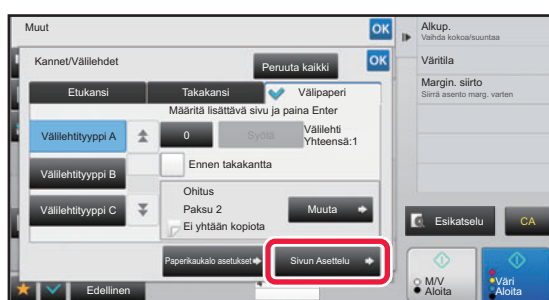 Muut
OK
Kannet/Välilehdet
Peruuta kaikki
OK
Etukansi
Takakansi
Välipaperi
Määritä lisättävä sivu ja paina Enter
Välilehtityyppi A
0
Syötä
Välilehti
Yhteensä:1
Ennen takakantta
Välilehtityyppi B
Ohitus
Paksu 2
Muuta
Ei yhtään kopiota
Välilehtityyppi C
Paperikaukalo asetukset
Sivun Asettelu
Edellinen
Alkup.
Vaihda kokoa/suuntaa
Väritila
Margin. siirto
Siirrä asento marg. varten
Esikatselu
CA
M/V
Aloita
Väri
Aloita